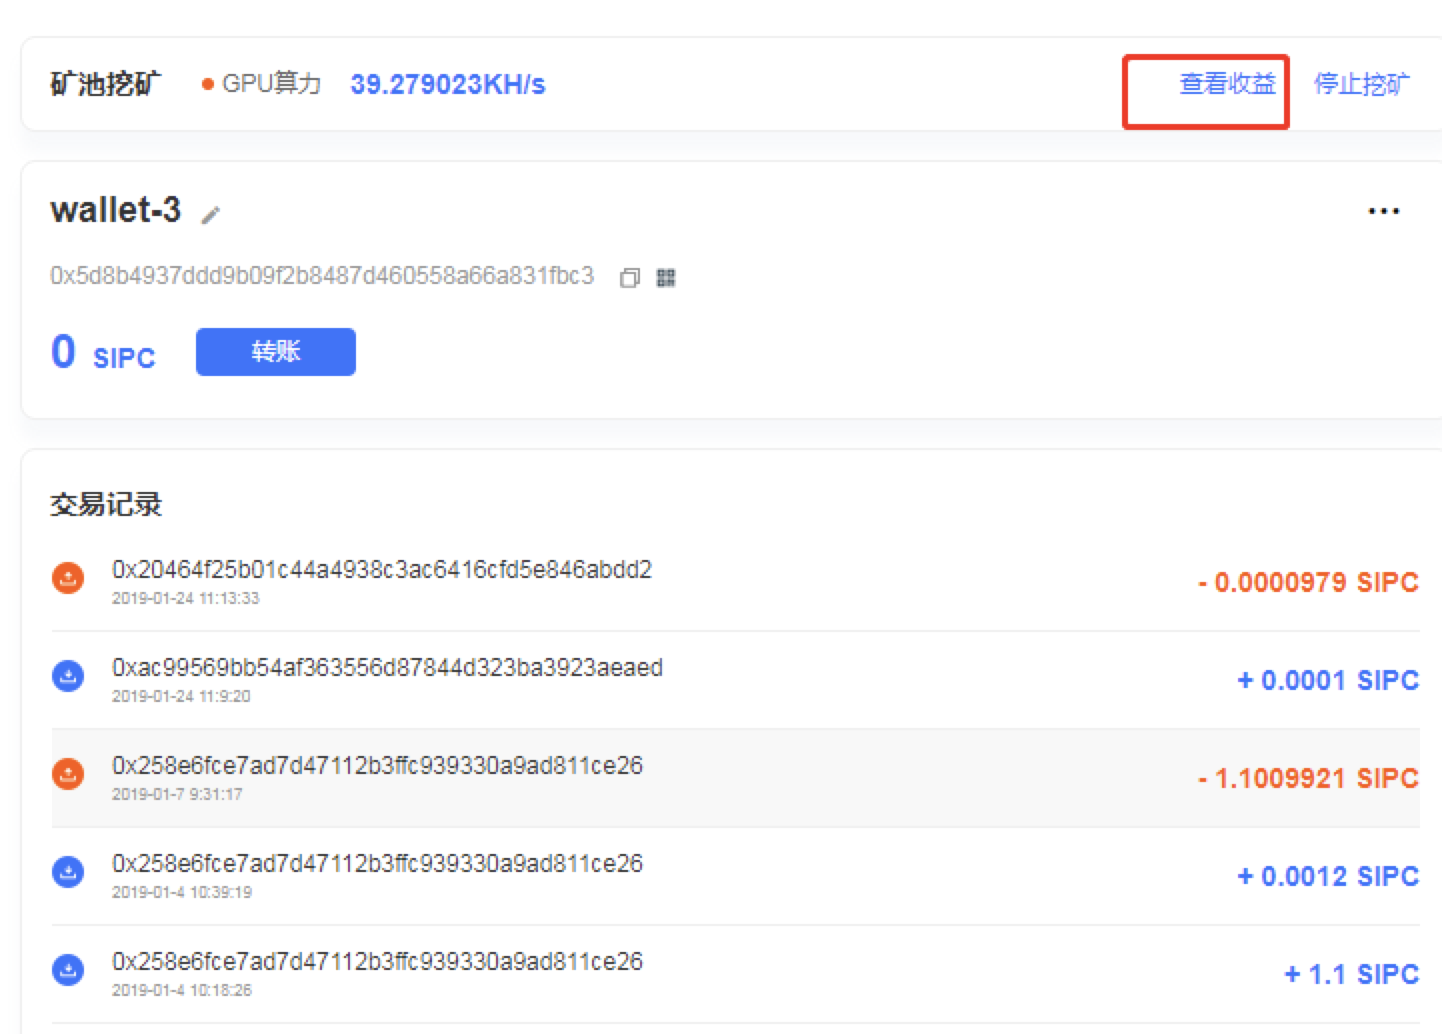 矿池挖矿 GPU算力 39.279023KH/s 查看收益 停止挖矿
wallet-3
0x5d8b4937ddd9b09f2b8487d460558a66a831fbc3
0 SIPC 转账
交易记录
0x20464f25b01c44a4938c3ac6416cfd5e846abdd2
- 0.0000979 SIPC
2019-01-24 11:13:33
0xac99569bb54af363556d87844d323ba3923aeaed
+ 0.0001 SIPC
2019-01-24 11:9:20
0x258e6fce7ad7d47112b3ffc939330a9ad811ce26
- 1.1009921 SIPC
2019-01-7 9:31:17
0x258e6fce7ad7d47112b3ffc939330a9ad811ce26
+ 0.0012 SIPC
2019-01-4 10:39:19
0x258e6fce7ad7d47112b3ffc939330a9ad811ce26
+ 1.1 SIPC
2019-01-4 10:18:26